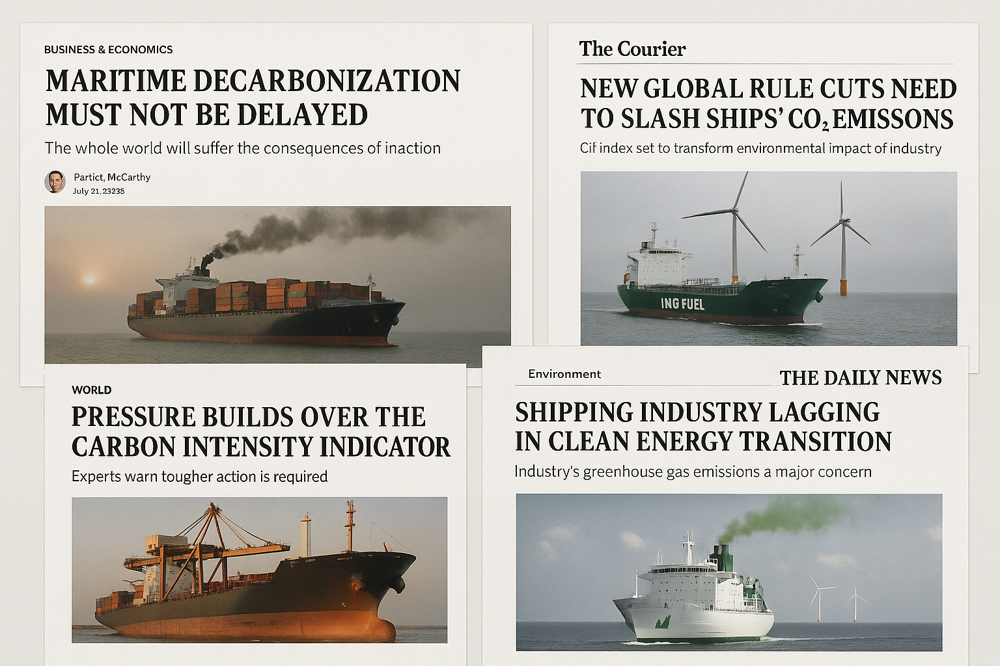 BUSINESS & ECONOMICS
MARITIME DECARBONIZATION
MUST NOT BE DELAYED
The whole world will suffer the consequences of inaction
Partict, McCarthy
July 21, 23238
The Courier
NEW GLOBAL RULE CUTS NEED
TO SLASH SHIPS' CO₂ EMISSONS
Cif index set to transform environmental impact of industry
ING FUEL
WORLD
PRESSURE BUILDS OVER THE
CARBON INTENSITY INDICATOR
Experts warn tougher action is required
Environment
THE DAILY NEWS
SHIPPING INDUSTRY LAGGING
IN CLEAN ENERGY TRANSITION
Industry's greenhouse gas emissions a major concern